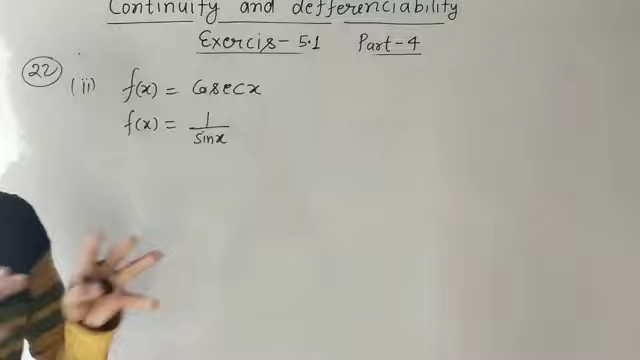 Continuity and defferenciability
Exercis-5.1 Part-4
22 (ii) f(x) = Cosecx
f(x) = 1/sinx